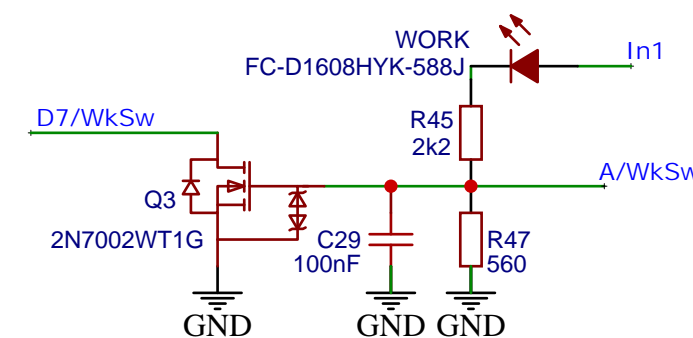 WORK
FC-D1608HYK-588J
In1
D7/WkSw
R45
2k2
A/WkSw
Q3
2N7002WT1G
C29
100nF
R47
560
GND
GND
GND